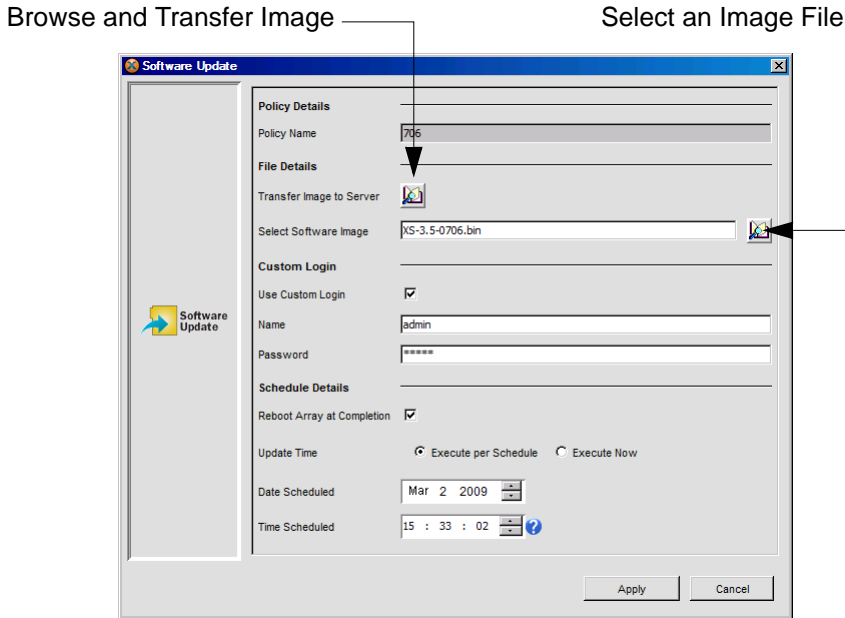 Browse and Transfer Image
Select an Image File
Software Update
Policy Details
Policy Name 706
File Details
Transfer Image to Server
Select Software Image XS-3.5-0706.bin
Custom Login
Use Custom Login
Software
Update
Name admin
Password *****
Schedule Details
Reboot Array at Completion
Update Time Execute per Schedule Execute Now
Date Scheduled Mar 2 2009
Time Scheduled 15 : 33 : 02 ?
Apply Cancel